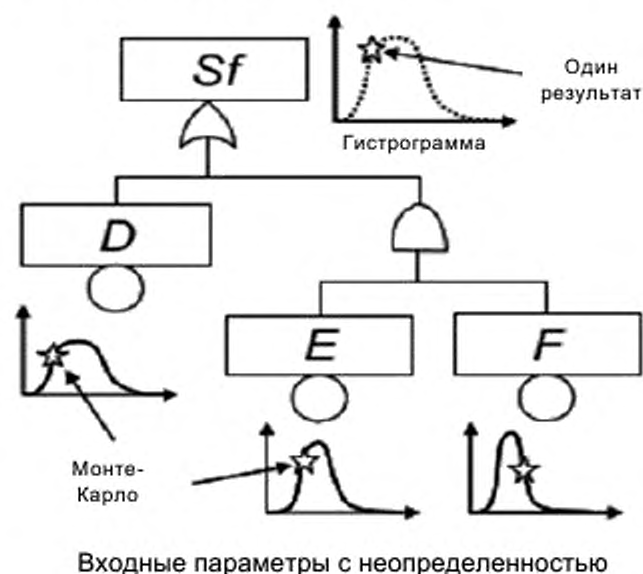 Sf
Один
результат
Гистрограмма
D
E
F
Монте-
Карло
Входные параметры с неопределенностью